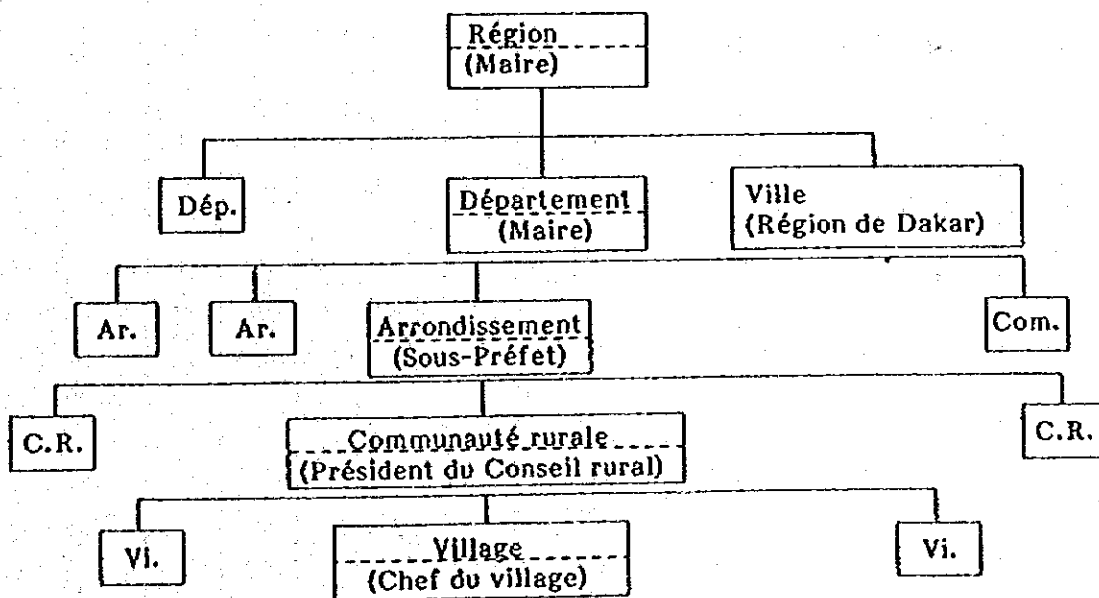 Région
(Maire)
Dép.
Département
(Maire)
Ville
(Région de Dakar)
Ar.
Ar.
Arrondissement
(Sous-Préfet)
Com.
C.R.
Communauté rurale
(Président du Conseil rural)
C.R.
Vi.
Village
(Chef du village)
Vi.